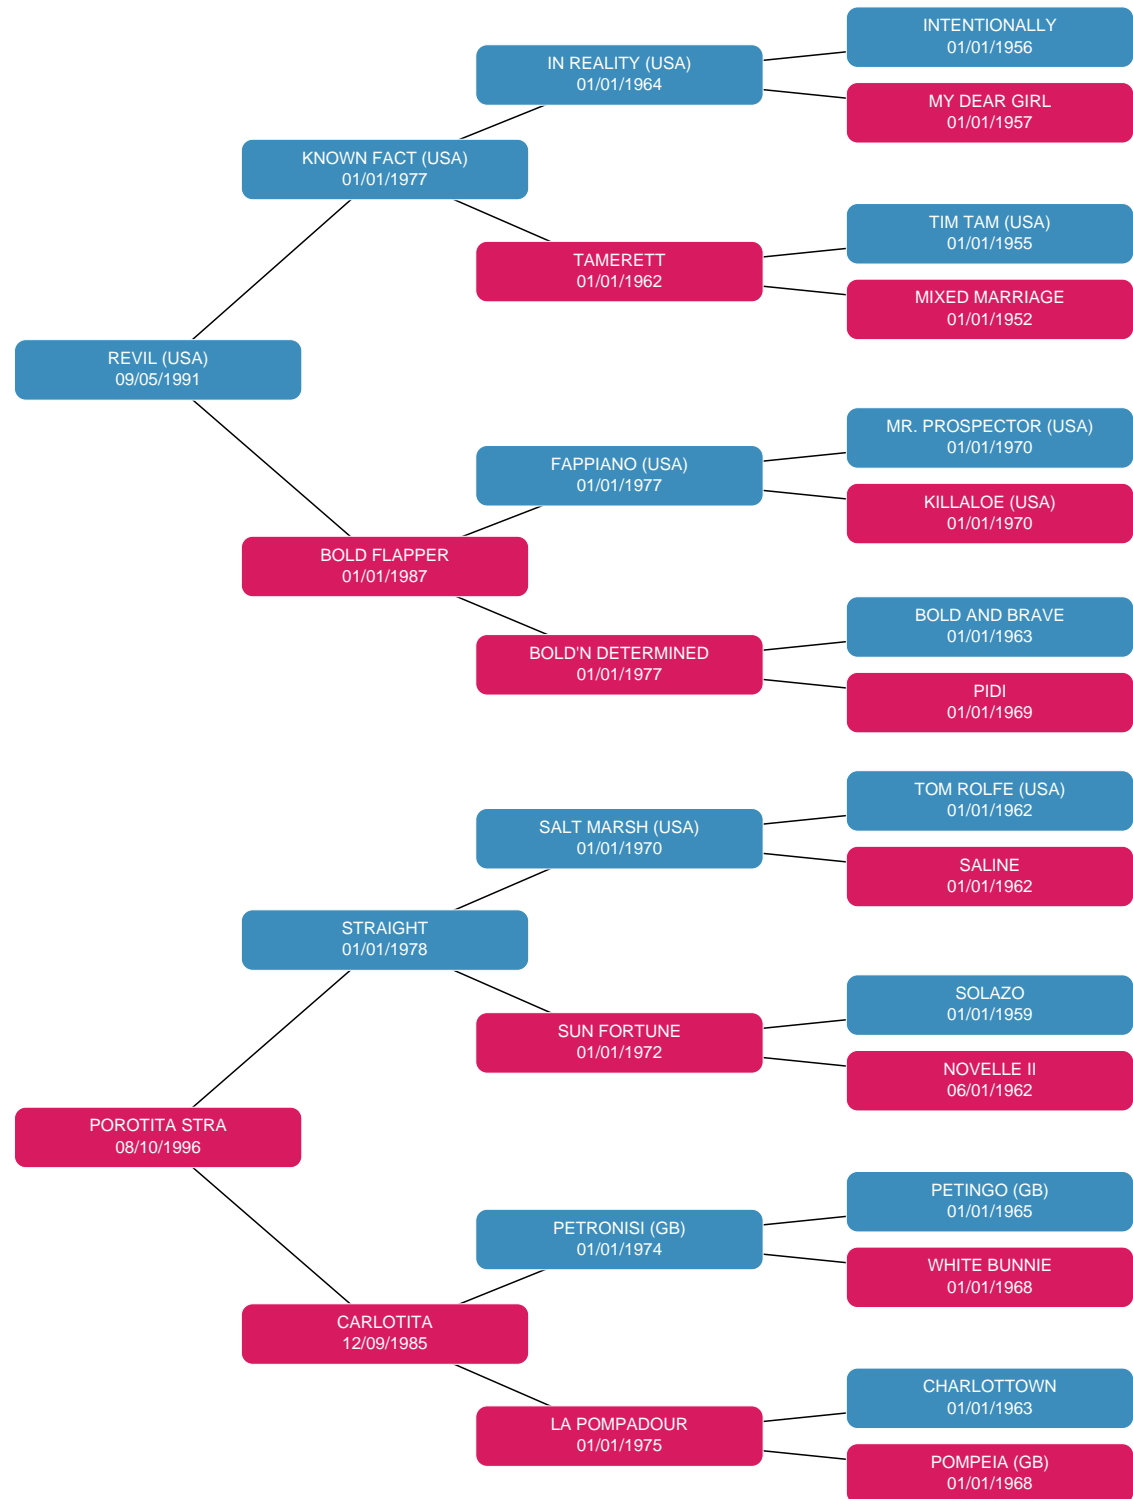 INTENTIONALLY
01/01/1956
IN REALITY (USA)
01/01/1964
MY DEAR GIRL
01/01/1957
KNOWN FACT (USA)
01/01/1977
TIM TAM (USA)
01/01/1955
TAMERETT
01/01/1962
MIXED MARRIAGE
01/01/1952
REVIL (USA)
09/05/1991
MR. PROSPECTOR (USA)
01/01/1970
FAPPIANO (USA)
01/01/1977
KILLALOE (USA)
01/01/1970
BOLD FLAPPER
01/01/1987
BOLD AND BRAVE
01/01/1963
BOLD'N DETERMINED
01/01/1977
PIDI
01/01/1969
TOM ROLFE (USA)
01/01/1962
SALT MARSH (USA)
01/01/1970
SALINE
01/01/1962
STRAIGHT
01/01/1978
SOLAZO
01/01/1959
SUN FORTUNE
01/01/1972
NOVELLE II
06/01/1962
POROTITA STRA
08/10/1996
PETINGO (GB)
01/01/1965
PETRONISI (GB)
01/01/1974
WHITE BUNNIE
01/01/1968
CARLOTITA
12/09/1985
CHARLOTTOWN
01/01/1963
LA POMPADOUR
01/01/1975
POMPEIA (GB)
01/01/1968